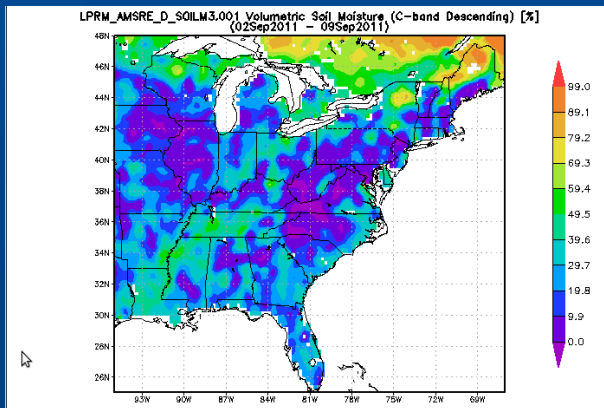 LPRM_AMSRE_D_SOILM3.001 Volumetric Soil Moisture (C-band Descending) [%]
(02Sep2011 - 09Sep2011)
48N
46N
44N
42N
40N
38N
36N
34N
32N
30N
28N
26N
93W 90W 87W 84W 81W 78W 75W 72W 69W
99.0
89.1
79.2
69.3
59.4
49.5
39.6
29.7
19.8
9.9
0.0